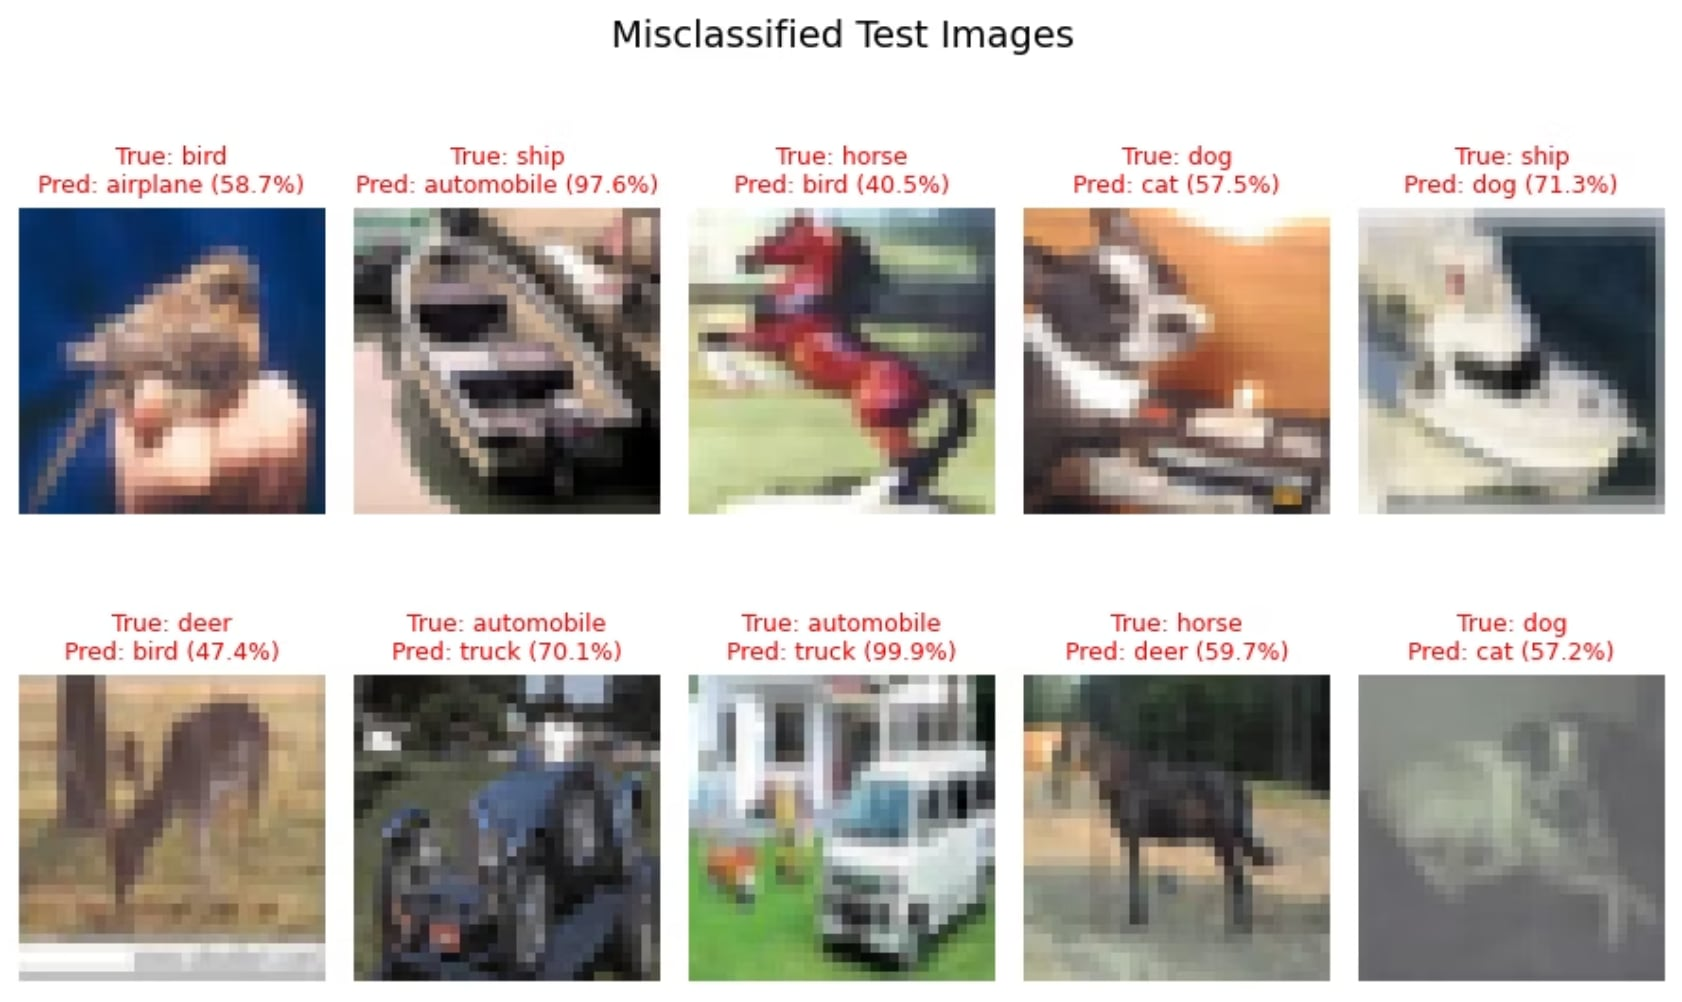 Misclassified Test Images
True: bird
Pred: airplane (58.7%)
True: ship
Pred: automobile (97.6%)
True: horse
Pred: bird (40.5%)
True: dog
Pred: cat (57.5%)
True: ship
Pred: dog (71.3%)
True: deer
Pred: bird (47.4%)
True: automobile
Pred: truck (70.1%)
True: automobile
Pred: truck (99.9%)
True: horse
Pred: deer (59.7%)
True: dog
Pred: cat (57.2%)